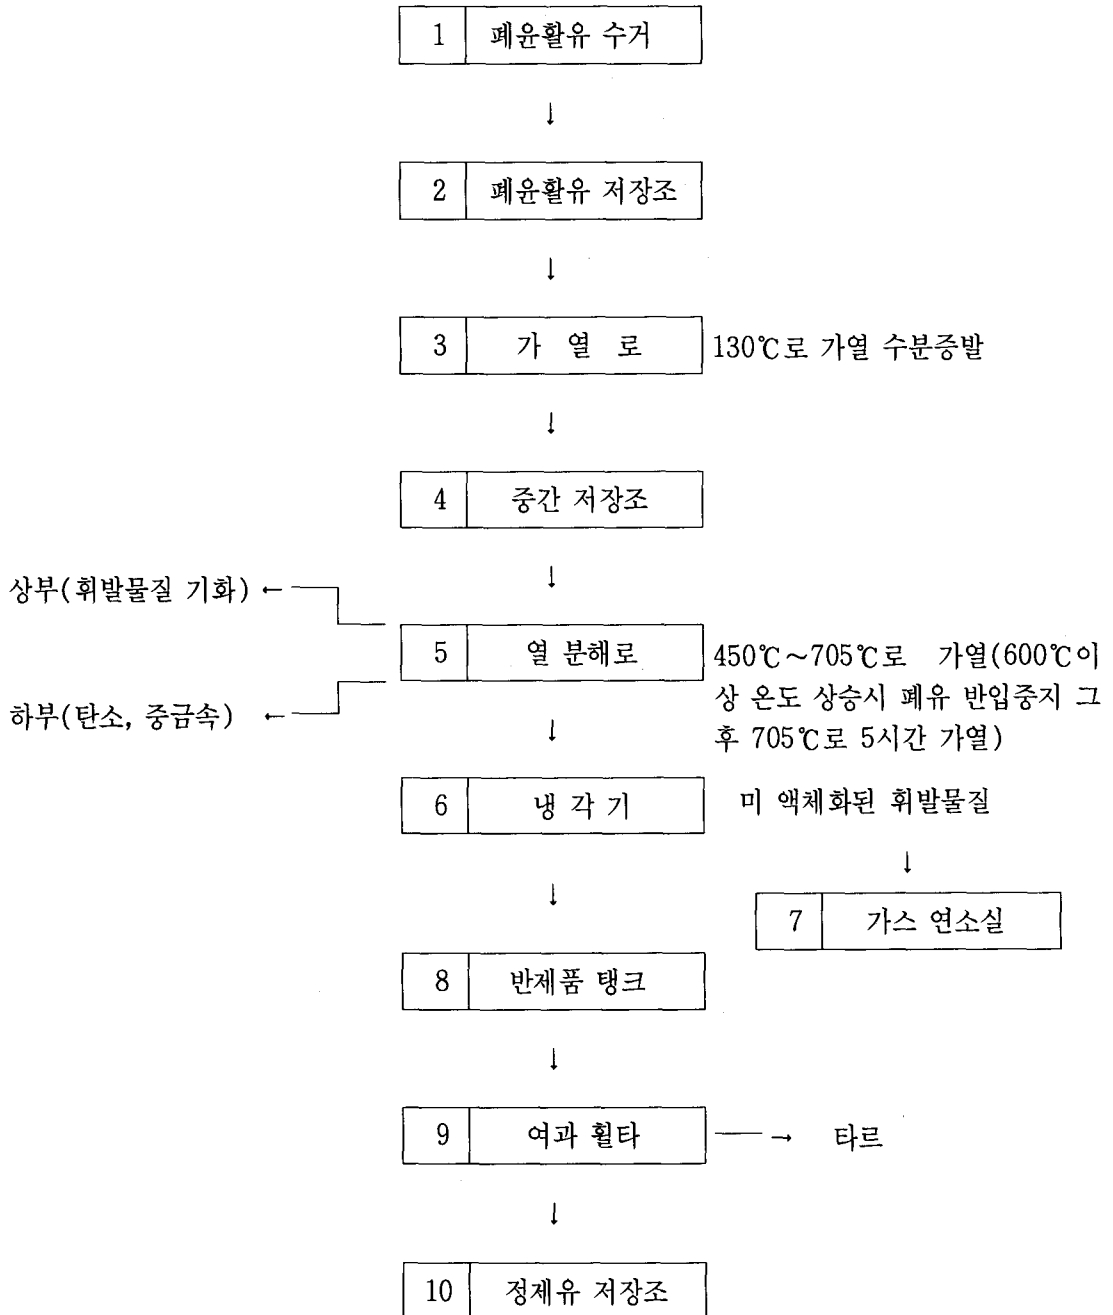 1 폐윤활유 수거
↓
2 폐윤활유 저장조
↓
3 가 열 로 130℃로 가열 수분증발
↓
4 중간 저장조
상부(휘발물질 기화) ← ↓
5 열 분해로 450℃~705℃로 가열(600℃이
하부(탄소, 중금속) ← 상 온도 상승시 폐유 반입중지 그
↓ 후 705℃로 5시간 가열)
6 냉 각 기 미 액체화된 휘발물질
↓ ↓
7 가스 연소실
8 반제품 탱크
↓
9 여과 휠타 → 타르
↓
10 정제유 저장조